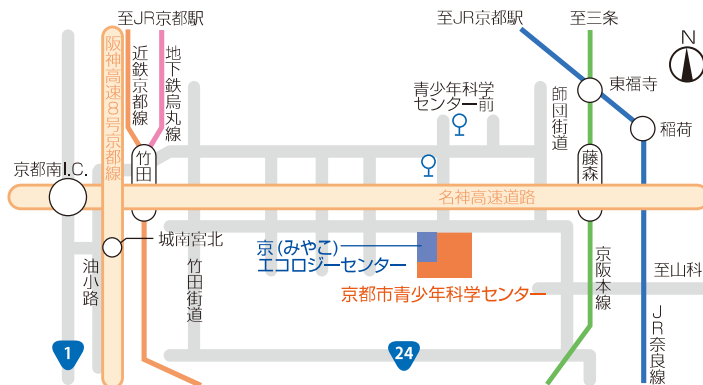 至JR京都駅
至JR京都駅
至三条
N
阪神高速8号京都線
近鉄京都線
地下鉄烏丸線
青少年科学
センター前
師団街道
東福寺
稲荷
竹田
藤森
京都南I.C.
名神高速道路
城南宮北
京(みやこ)
エコロジーセンター
京都市青少年科学センター
油小路
竹田街道
京阪本線
至山科
JR奈良線
1
24